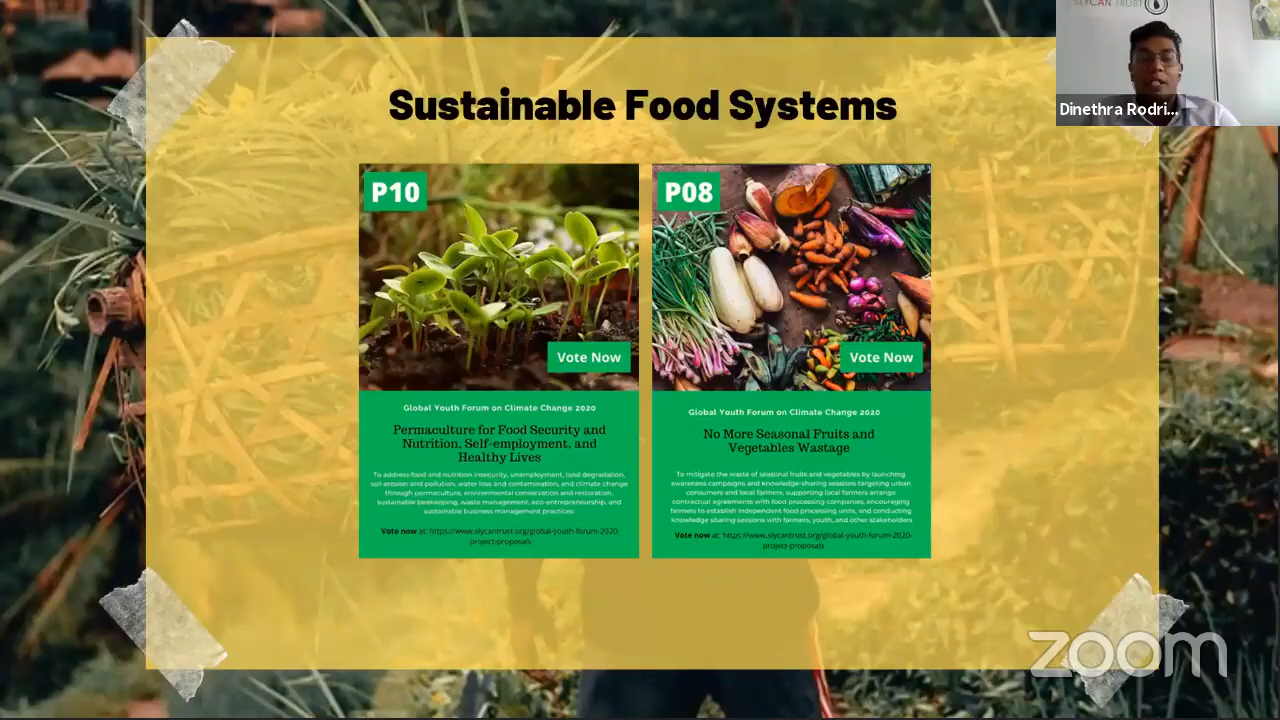 SLYCAN TRUST
Dinethra Rodri...
Sustainable Food Systems
P10
Vote Now
Global Youth Forum on Climate Change 2020
Permaculture for Food Security and
Nutrition, Self-employment, and
Healthy Lives
To address food and nutrition insecurity, unemployment, land degradation,
soil erosion and pollution, water loss and contamination, and climate change
through permaculture, environmental conservation and restoration,
sustainable beekeeping, waste management, eco-entrepreneurship, and
sustainable business management practices.
Vote now at: https://www.slycantrust.org/global-youth-forum-2020-
project-proposals
P08
Vote Now
Global Youth Forum on Climate Change 2020
No More Seasonal Fruits and
Vegetables Wastage
To mitigate the waste of seasonal fruits and vegetables by launching
awareness campaigns and knowledge-sharing sessions targeting urban
consumers and local farmers, supporting local farmers arrange
contractual agreements with food processing companies, encouraging
farmers to establish independent food processing units, and conducting
knowledge sharing sessions with farmers, youth, and other stakeholders
Vote now at: https://www.slycantrust.org/global-youth-forum-2020-
project-proposals
zoom